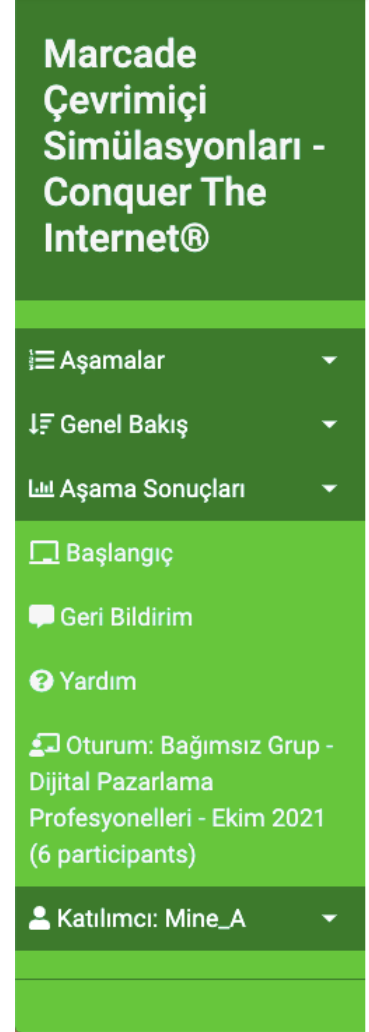 Marcade
Çevrimiçi
Simülasyonları -
Conquer The
Internet®
Aşamalar
Genel Bakış
Aşama Sonuçları
Başlangıç
Geri Bildirim
Yardım
Oturum: Bağımsız Grup -
Dijital Pazarlama
Profesyonelleri - Ekim 2021
(6 participants)
Katılımcı: Mine_A